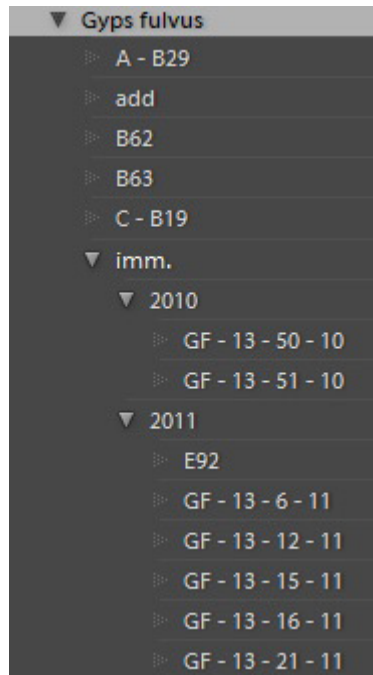 Gyps fulvus
A - B29
add
B62
B63
C - B19
imm.
2010
GF - 13 - 50 - 10
GF - 13 - 51 - 10
2011
E92
GF - 13 - 6 - 11
GF - 13 - 12 - 11
GF - 13 - 15 - 11
GF - 13 - 16 - 11
GF - 13 - 21 - 11